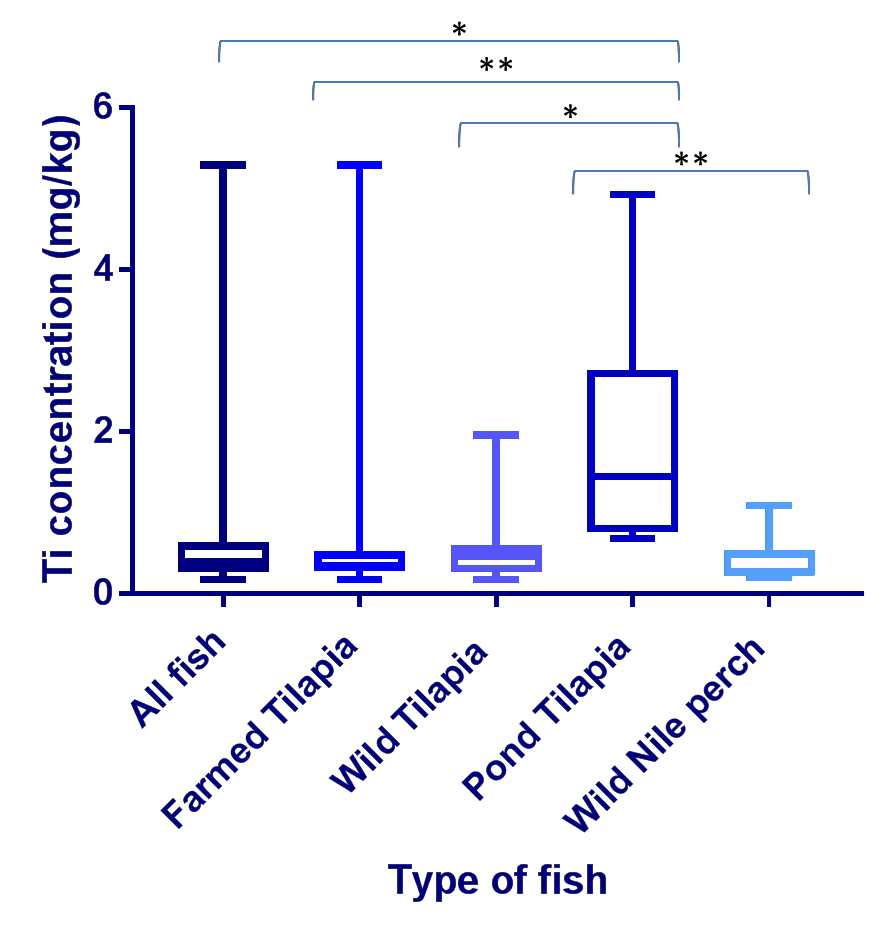 *
**
*
**
6
4
2
0
Ti concentration (mg/kg)
All fish
Farmed Tilapia
Wild Tilapia
Pond Tilapia
Wild Nile perch
Type of fish